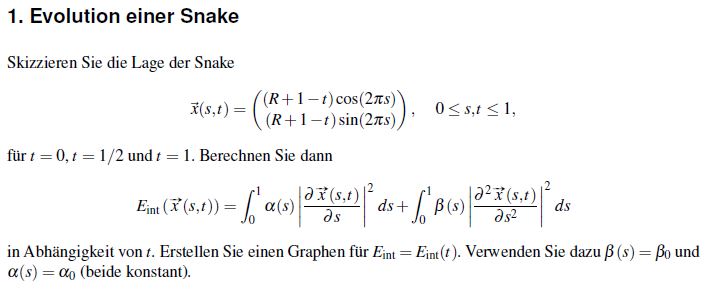 1. Evolution einer Snake
Skizzieren Sie die Lage der Snake
$\vec{x}(s,t) = \begin{pmatrix} (R+1-t)\cos(2\pi s) \\ (R+1-t)\sin(2\pi s) \end{pmatrix}, \quad 0 \leq s,t \leq 1,$
für t = 0, t = 1/2 und t = 1. Berechnen Sie dann
$E_{\text{int}}(\vec{x}(s,t)) = \int_0^1 \alpha(s) \left| \frac{\partial \vec{x}(s,t)}{\partial s} \right|^2 ds + \int_0^1 \beta(s) \left| \frac{\partial^2 \vec{x}(s,t)}{\partial s^2} \right|^2 ds$
in Abhängigkeit von t. Erstellen Sie einen Graphen für $E_{\text{int}} = E_{\text{int}}(t)$. Verwenden Sie dazu $\beta(s) = \beta_0$ und
$\alpha(s) = \alpha_0$ (beide konstant).